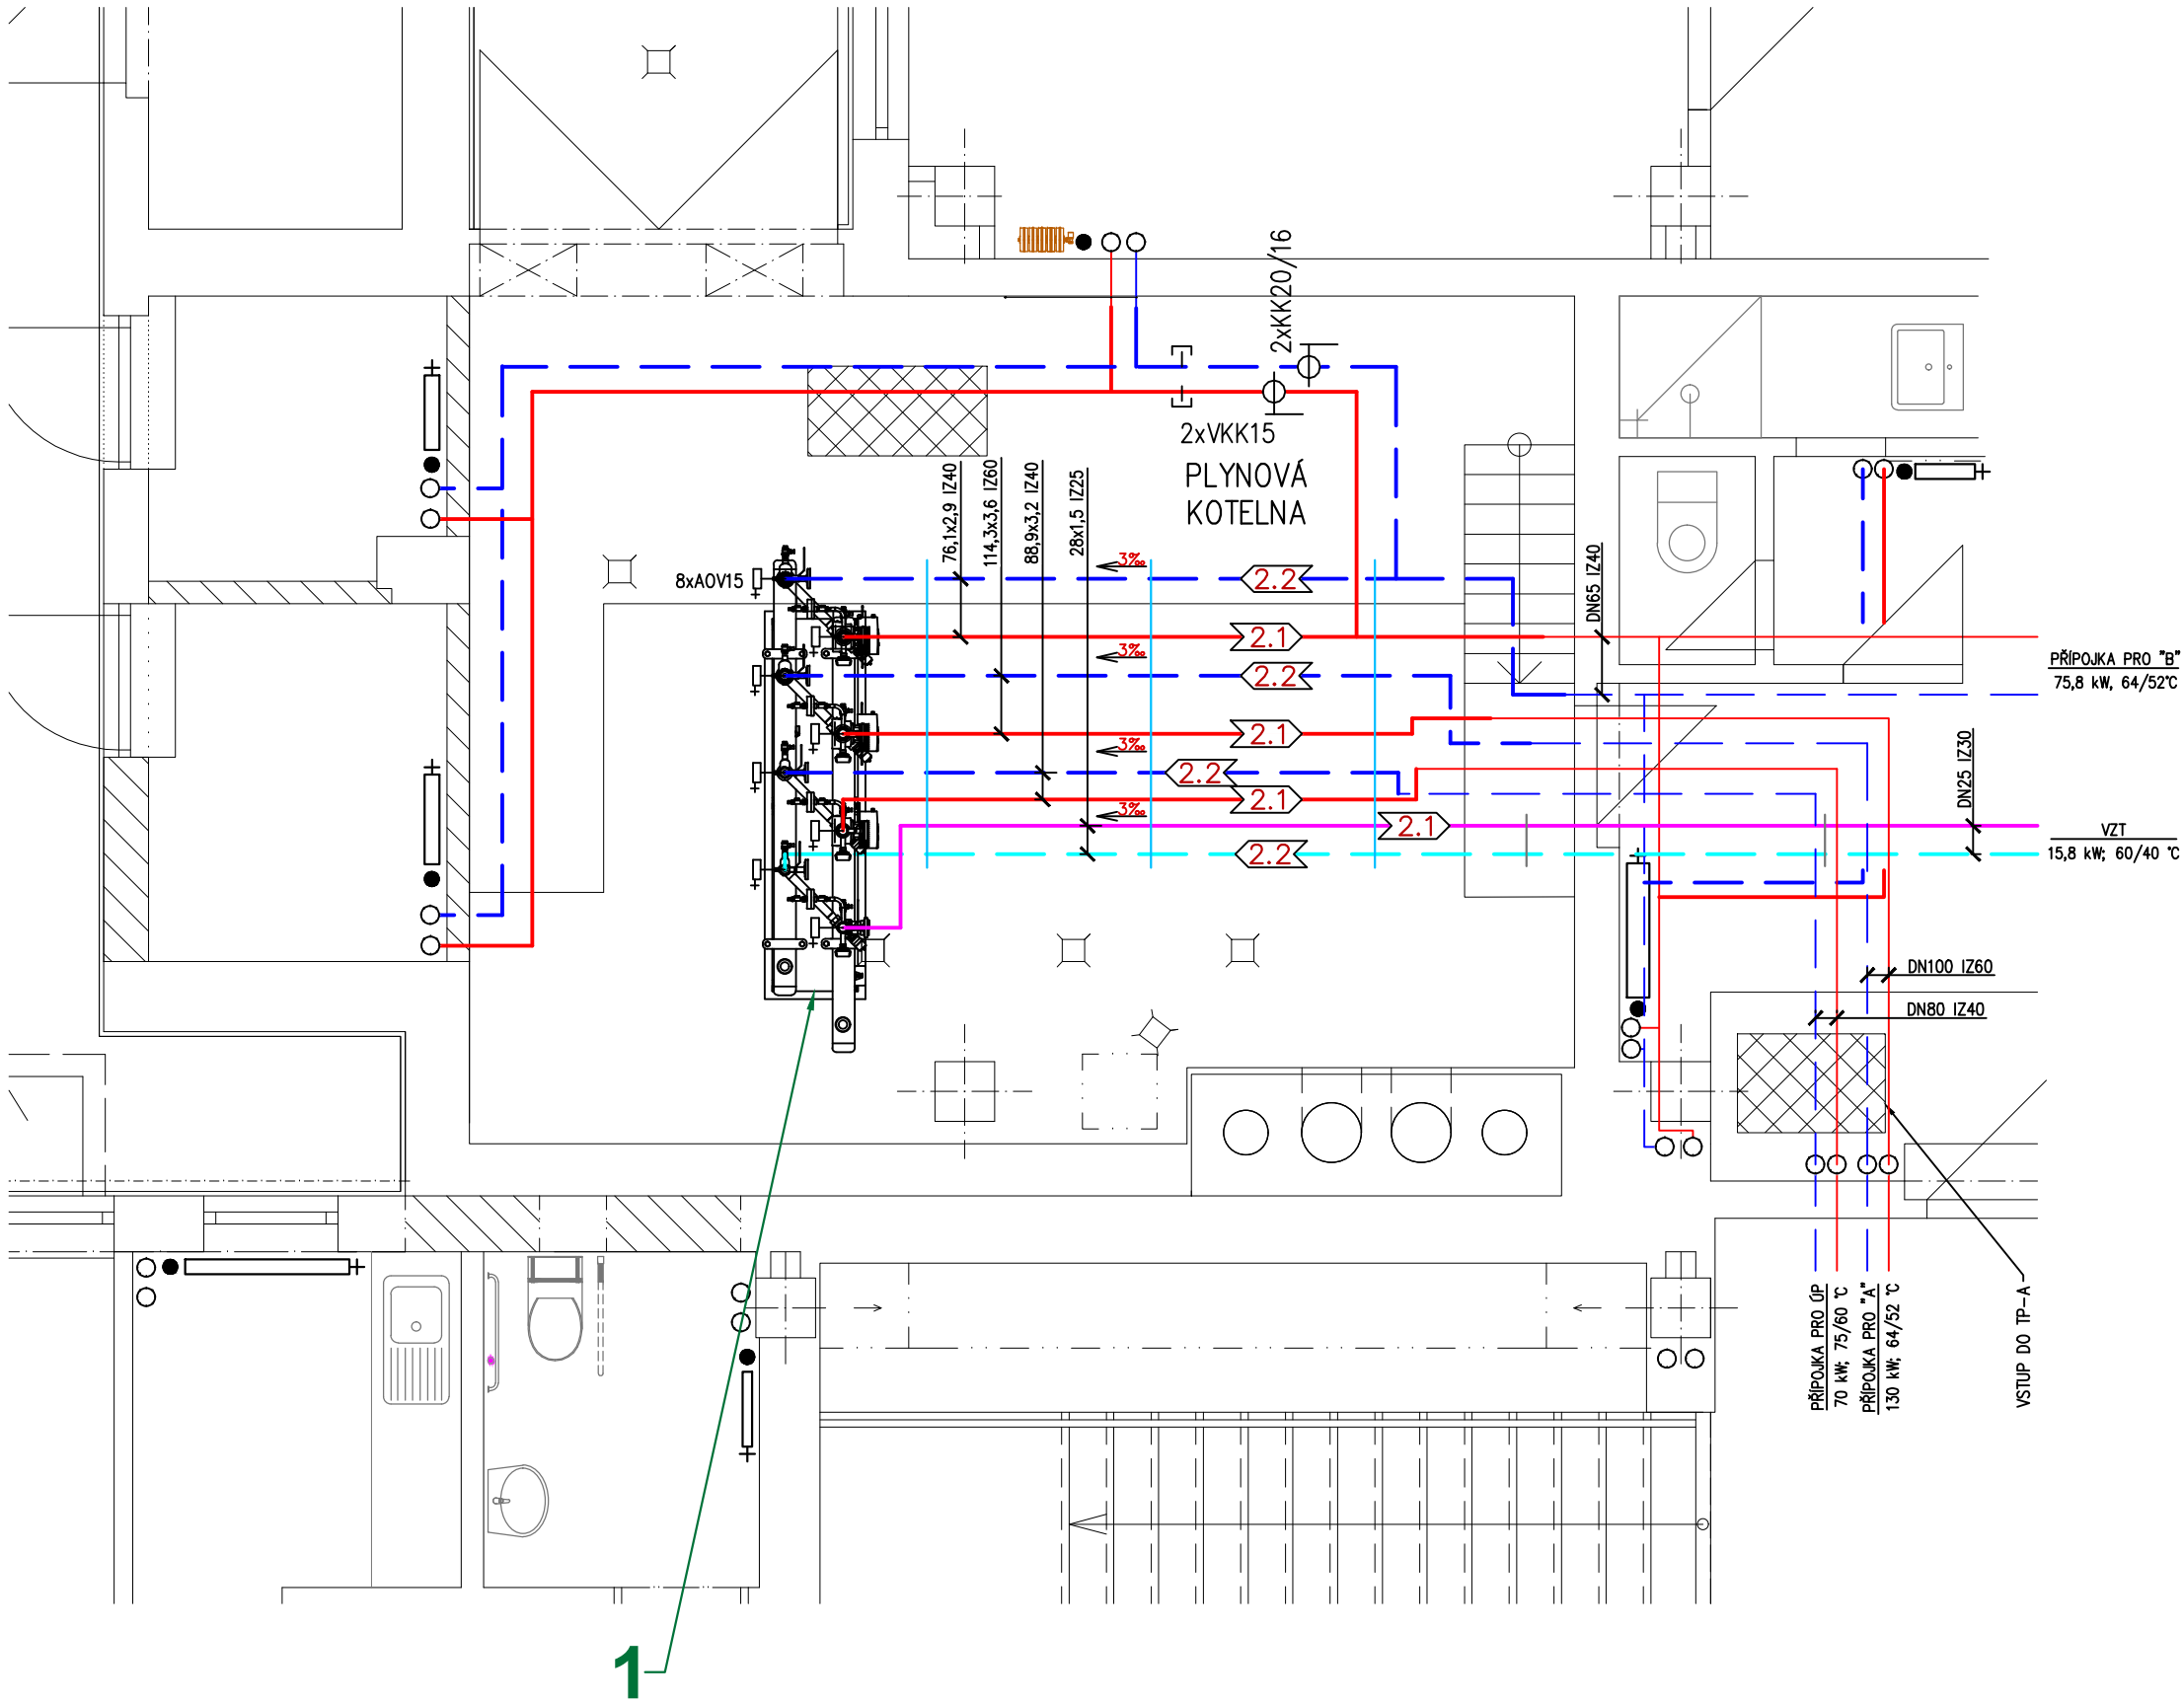 2xKK20/16
2xVKK15
PLYNOVÁ
KOTELNA
76,1x2,9 IZ40
114,3x3,6 IZ60
88,9x3,2 IZ40
28x1,5 IZ25
8xAOV15
3‰
2.2
DN65 IZ40
2.1
3‰
2.2
PŘÍPOJKA PRO "B"
75,8 kW, 64/52°C
2.1
3‰
2.2
2.1
DN25 IZ30
3‰
2.1
VZT
15,8 kW; 60/40 °C
2.2
DN100 IZ60
DN80 IZ40
PŘÍPOJKA PRO ÚP
70 kW; 75/60 °C
PŘÍPOJKA PRO "A"
130 kW; 64/52 °C
VSTUP DO TP-A
1